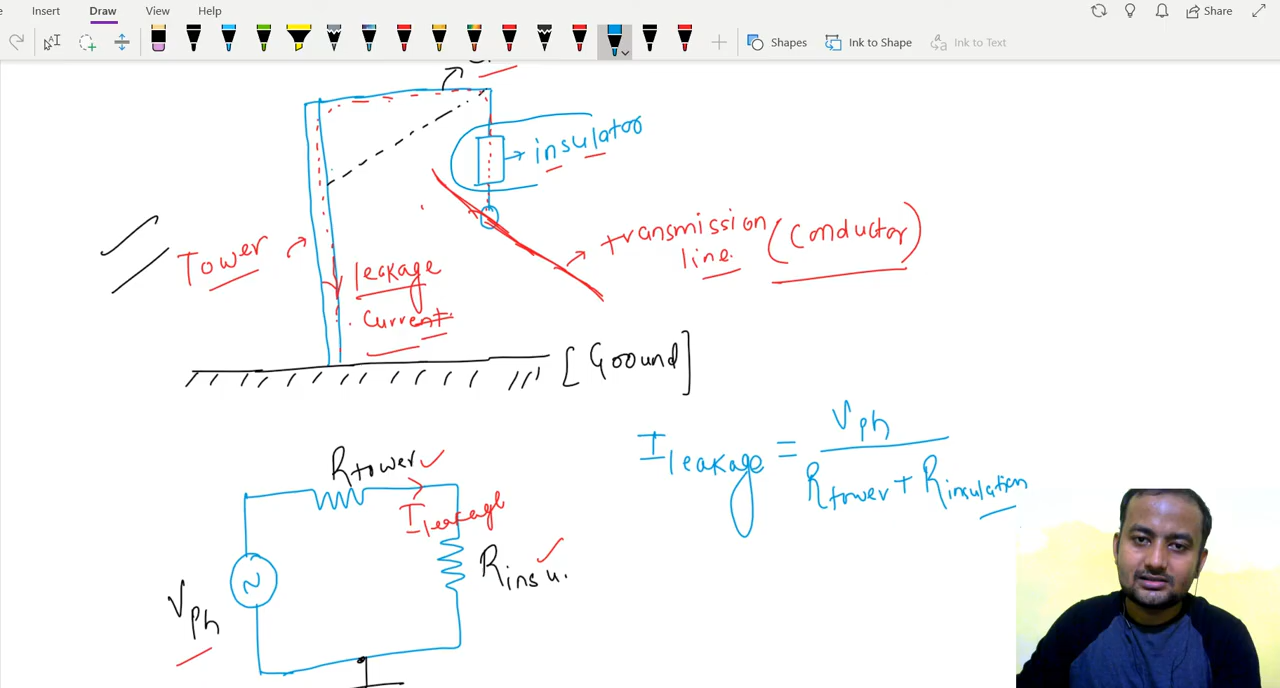 Insert Draw View Help
Share
Shapes Ink to Shape Ink to Text
insulator
transmission line. (Conductor)
Tower
leakage
Current
[Ground]
Rtower
Ileakage
Rinsu.
Vph
Ileakage = Vph / Rtower + Rinsulation